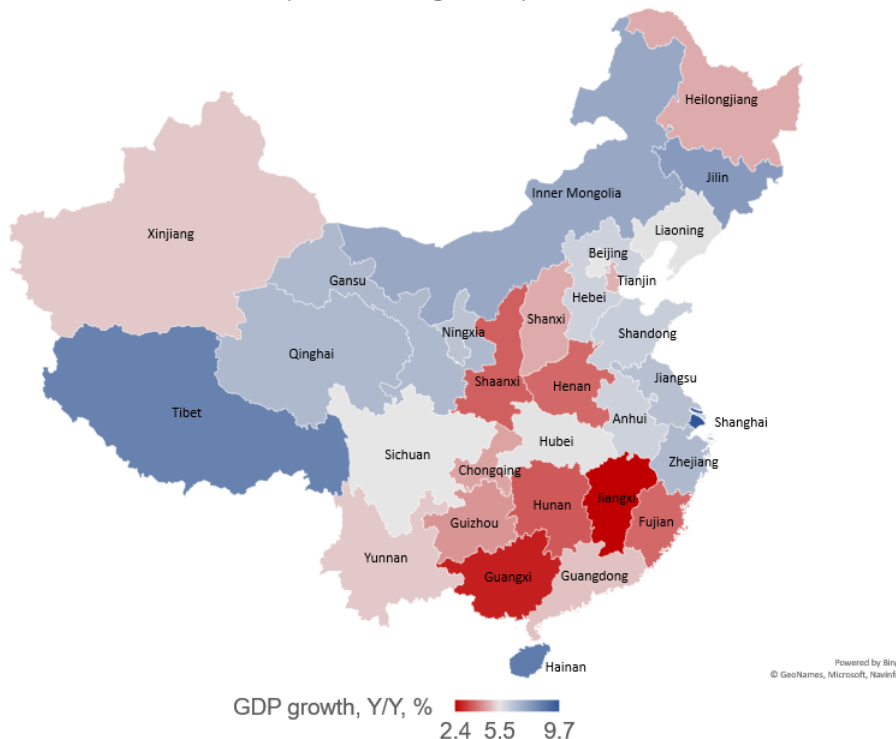 Heilongjiang
Jilin
Inner Mongolia
Liaoning
Xinjiang
Beijing
Gansu
Tianjin
Hebei
Shanxi
Ningxia
Shandong
Qinghai
Shaanxi
Henan
Jiangsu
Tibet
Anhui
Shanghai
Hubei
Sichuan
Zhejiang
Chongqing
Jiangxi
Hunan
Guizhou
Fujian
Yunnan
Guangxi
Guangdong
Hainan
Powered by Bing
© GeoNames, Microsoft, Navinfo
GDP growth, Y/Y, %
2.4 5.5 9.7